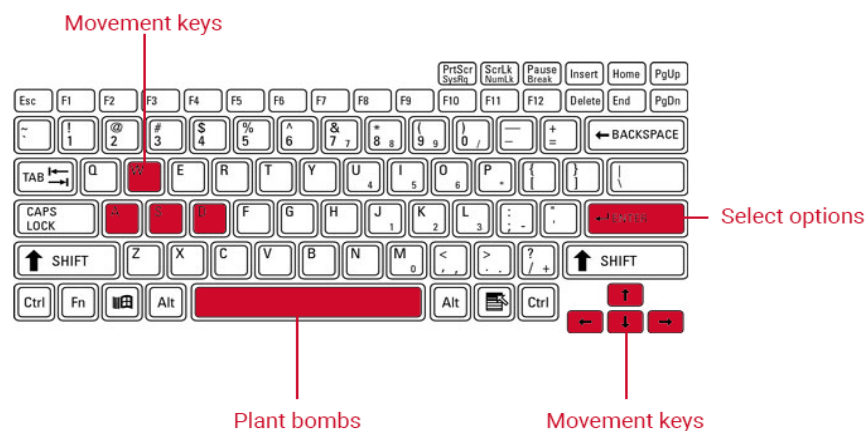 Movement keys
PrtScr SysRq ScrLk NumLk Pause Break Insert Home PgUp
Esc F1 F2 F3 F4 F5 F6 F7 F8 F9 F10 F11 F12 Delete End PgDn
~ ` ! 1 @ 2 # 3 $ 4 % 5 ^ 6 & 7 7 * 8 8 ( 9 9 ) 0 / — – + = ← BACKSPACE
TAB Q W E R T Y U 4 I 5 O 6 P * { [ } ] | \
CAPS LOCK A S D F G H J 1 K 2 L 3 : ; - " ' ↵ ENTER
Select options
⬆ SHIFT Z X C V B N M 0 < , , > . . ? / + ⬆ SHIFT
Ctrl Fn Alt Alt Ctrl ↑
← ↓ →
Plant bombs
Movement keys